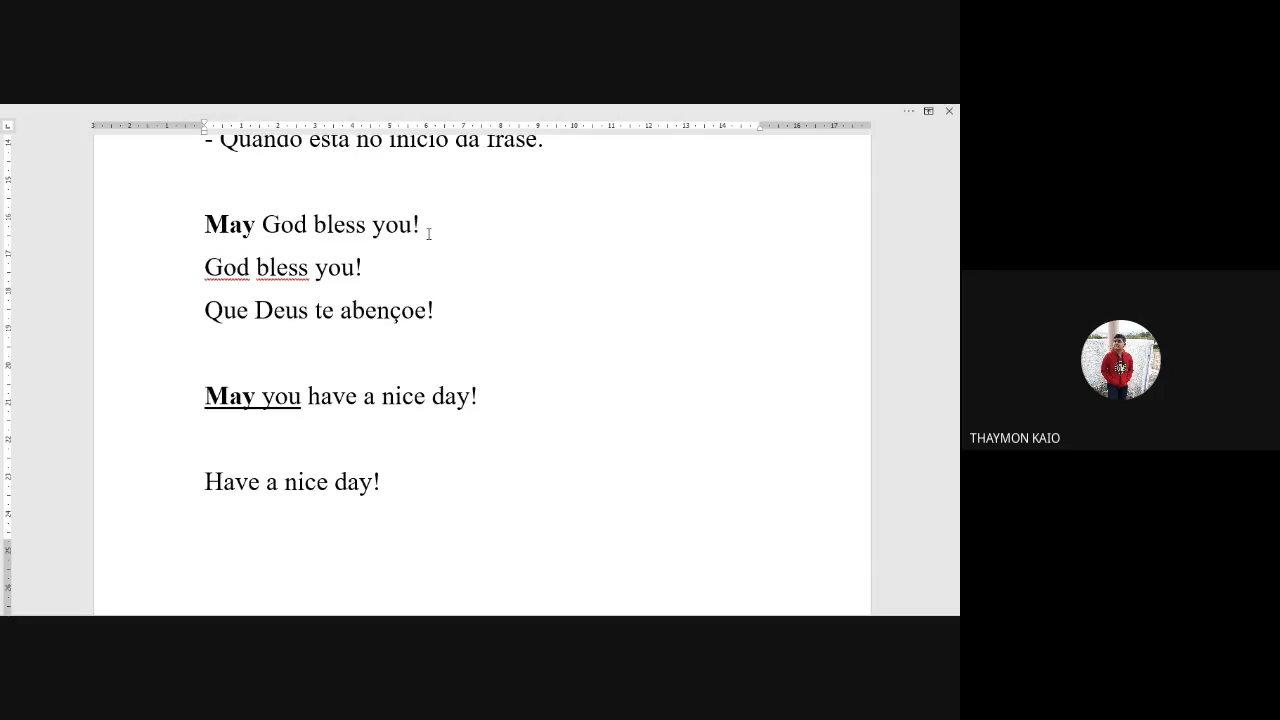 - Quando está no início da frase.
May God bless you!
God bless you!
Que Deus te abençoe!
May you have a nice day!
Have a nice day!
THAYMON KAIO